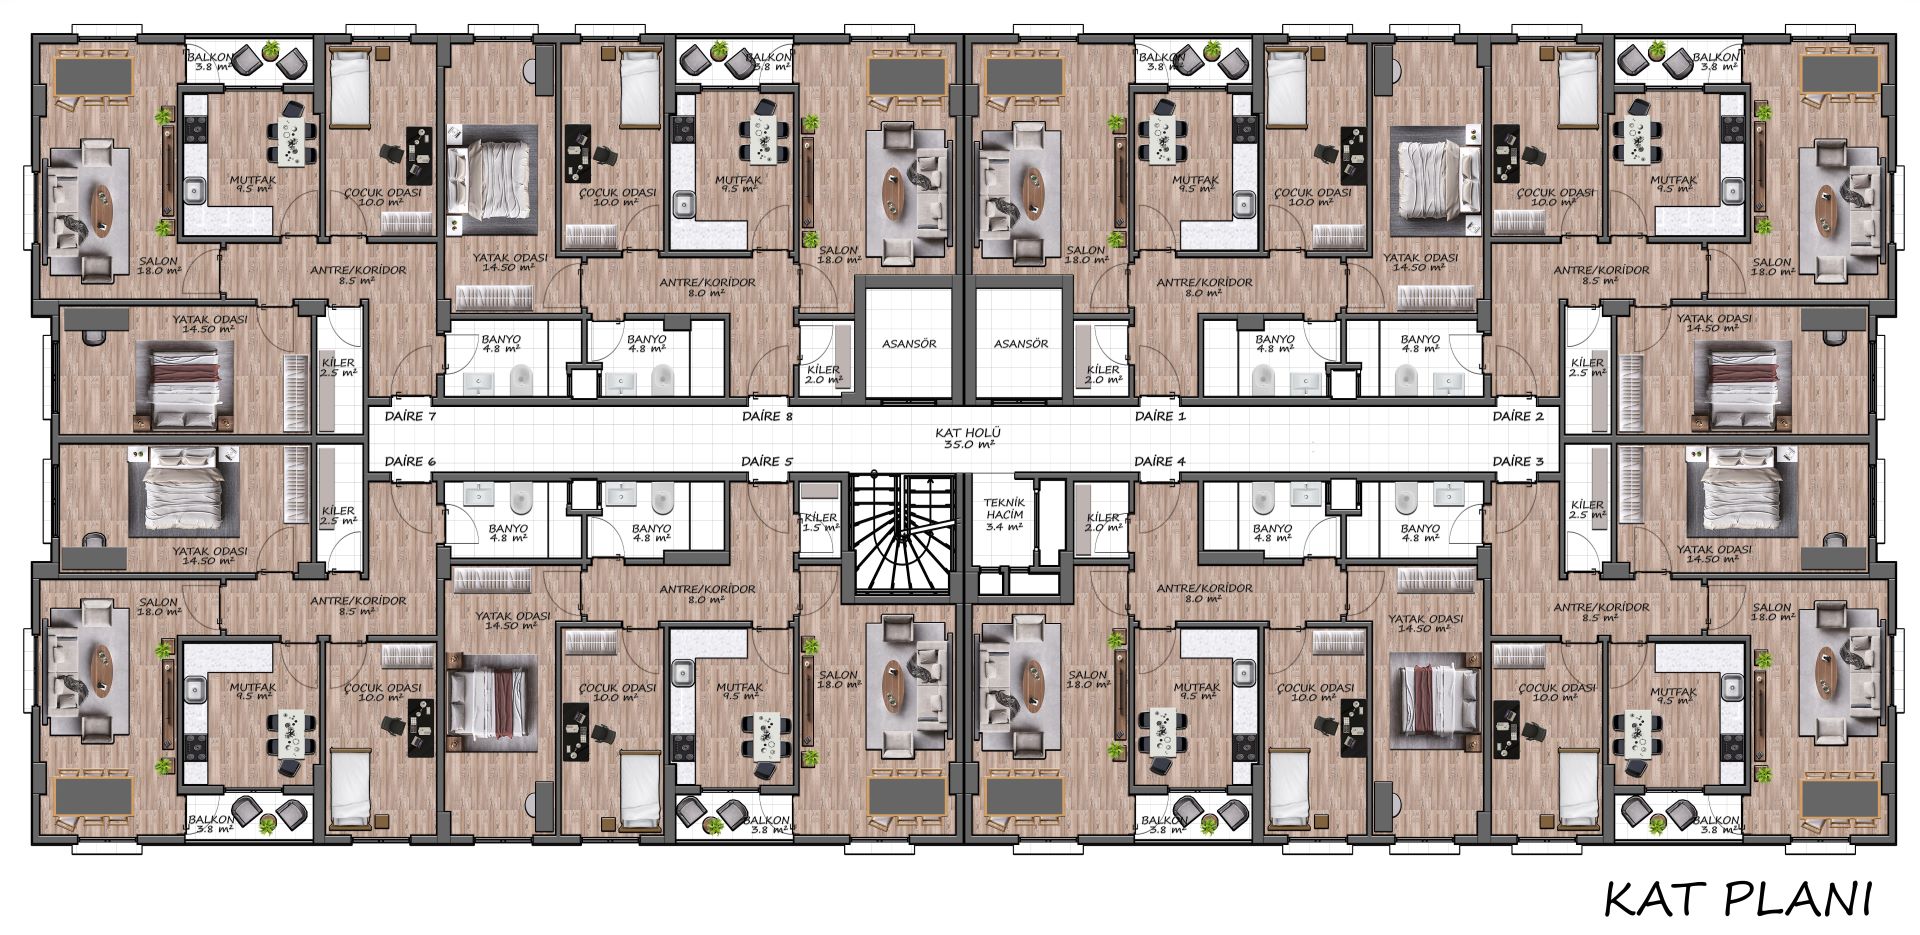 BALKON
3.8 m²
BALKON
3.8 m²
BALKON
3.8 m²
BALKON
3.8 m²
MUTFAK
9.5 m²
ÇOCUK ODASI
10.0 m²
ÇOCUK ODASI
10.0 m²
MUTFAK
9.5 m²
MUTFAK
9.5 m²
ÇOCUK ODASI
10.0 m²
ÇOCUK ODASI
10.0 m²
MUTFAK
9.5 m²
SALON
18.0 m²
ANTRE/KORİDOR
8.5 m²
YATAK ODASI
14.50 m²
ANTRE/KORİDOR
8.0 m²
SALON
18.0 m²
SALON
18.0 m²
ANTRE/KORİDOR
8.0 m²
YATAK ODASI
14.50 m²
ANTRE/KORİDOR
8.5 m²
SALON
18.0 m²
YATAK ODASI
14.50 m²
KİLER
2.5 m²
BANYO
4.8 m²
BANYO
4.8 m²
KİLER
2.0 m²
ASANSÖR
ASANSÖR
KİLER
2.0 m²
BANYO
4.8 m²
BANYO
4.8 m²
KİLER
2.5 m²
YATAK ODASI
14.50 m²
DAİRE 7
DAİRE 8
DAİRE 1
DAİRE 2
KAT HOLÜ
35.0 m²
DAİRE 6
DAİRE 5
DAİRE 4
DAİRE 3
YATAK ODASI
14.50 m²
KİLER
2.5 m²
BANYO
4.8 m²
BANYO
4.8 m²
KİLER
1.5 m²
TEKNİK
HACİM
3.4 m²
KİLER
2.0 m²
BANYO
4.8 m²
BANYO
4.8 m²
KİLER
2.5 m²
YATAK ODASI
14.50 m²
SALON
18.0 m²
ANTRE/KORİDOR
8.5 m²
YATAK ODASI
14.50 m²
ANTRE/KORİDOR
8.0 m²
SALON
18.0 m²
SALON
18.0 m²
ANTRE/KORİDOR
8.0 m²
YATAK ODASI
14.50 m²
ANTRE/KORİDOR
8.5 m²
SALON
18.0 m²
MUTFAK
9.5 m²
ÇOCUK ODASI
10.0 m²
ÇOCUK ODASI
10.0 m²
MUTFAK
9.5 m²
MUTFAK
9.5 m²
ÇOCUK ODASI
10.0 m²
ÇOCUK ODASI
10.0 m²
MUTFAK
9.5 m²
BALKON
3.8 m²
BALKON
3.8 m²
BALKON
3.8 m²
BALKON
3.8 m²
KAT PLANI